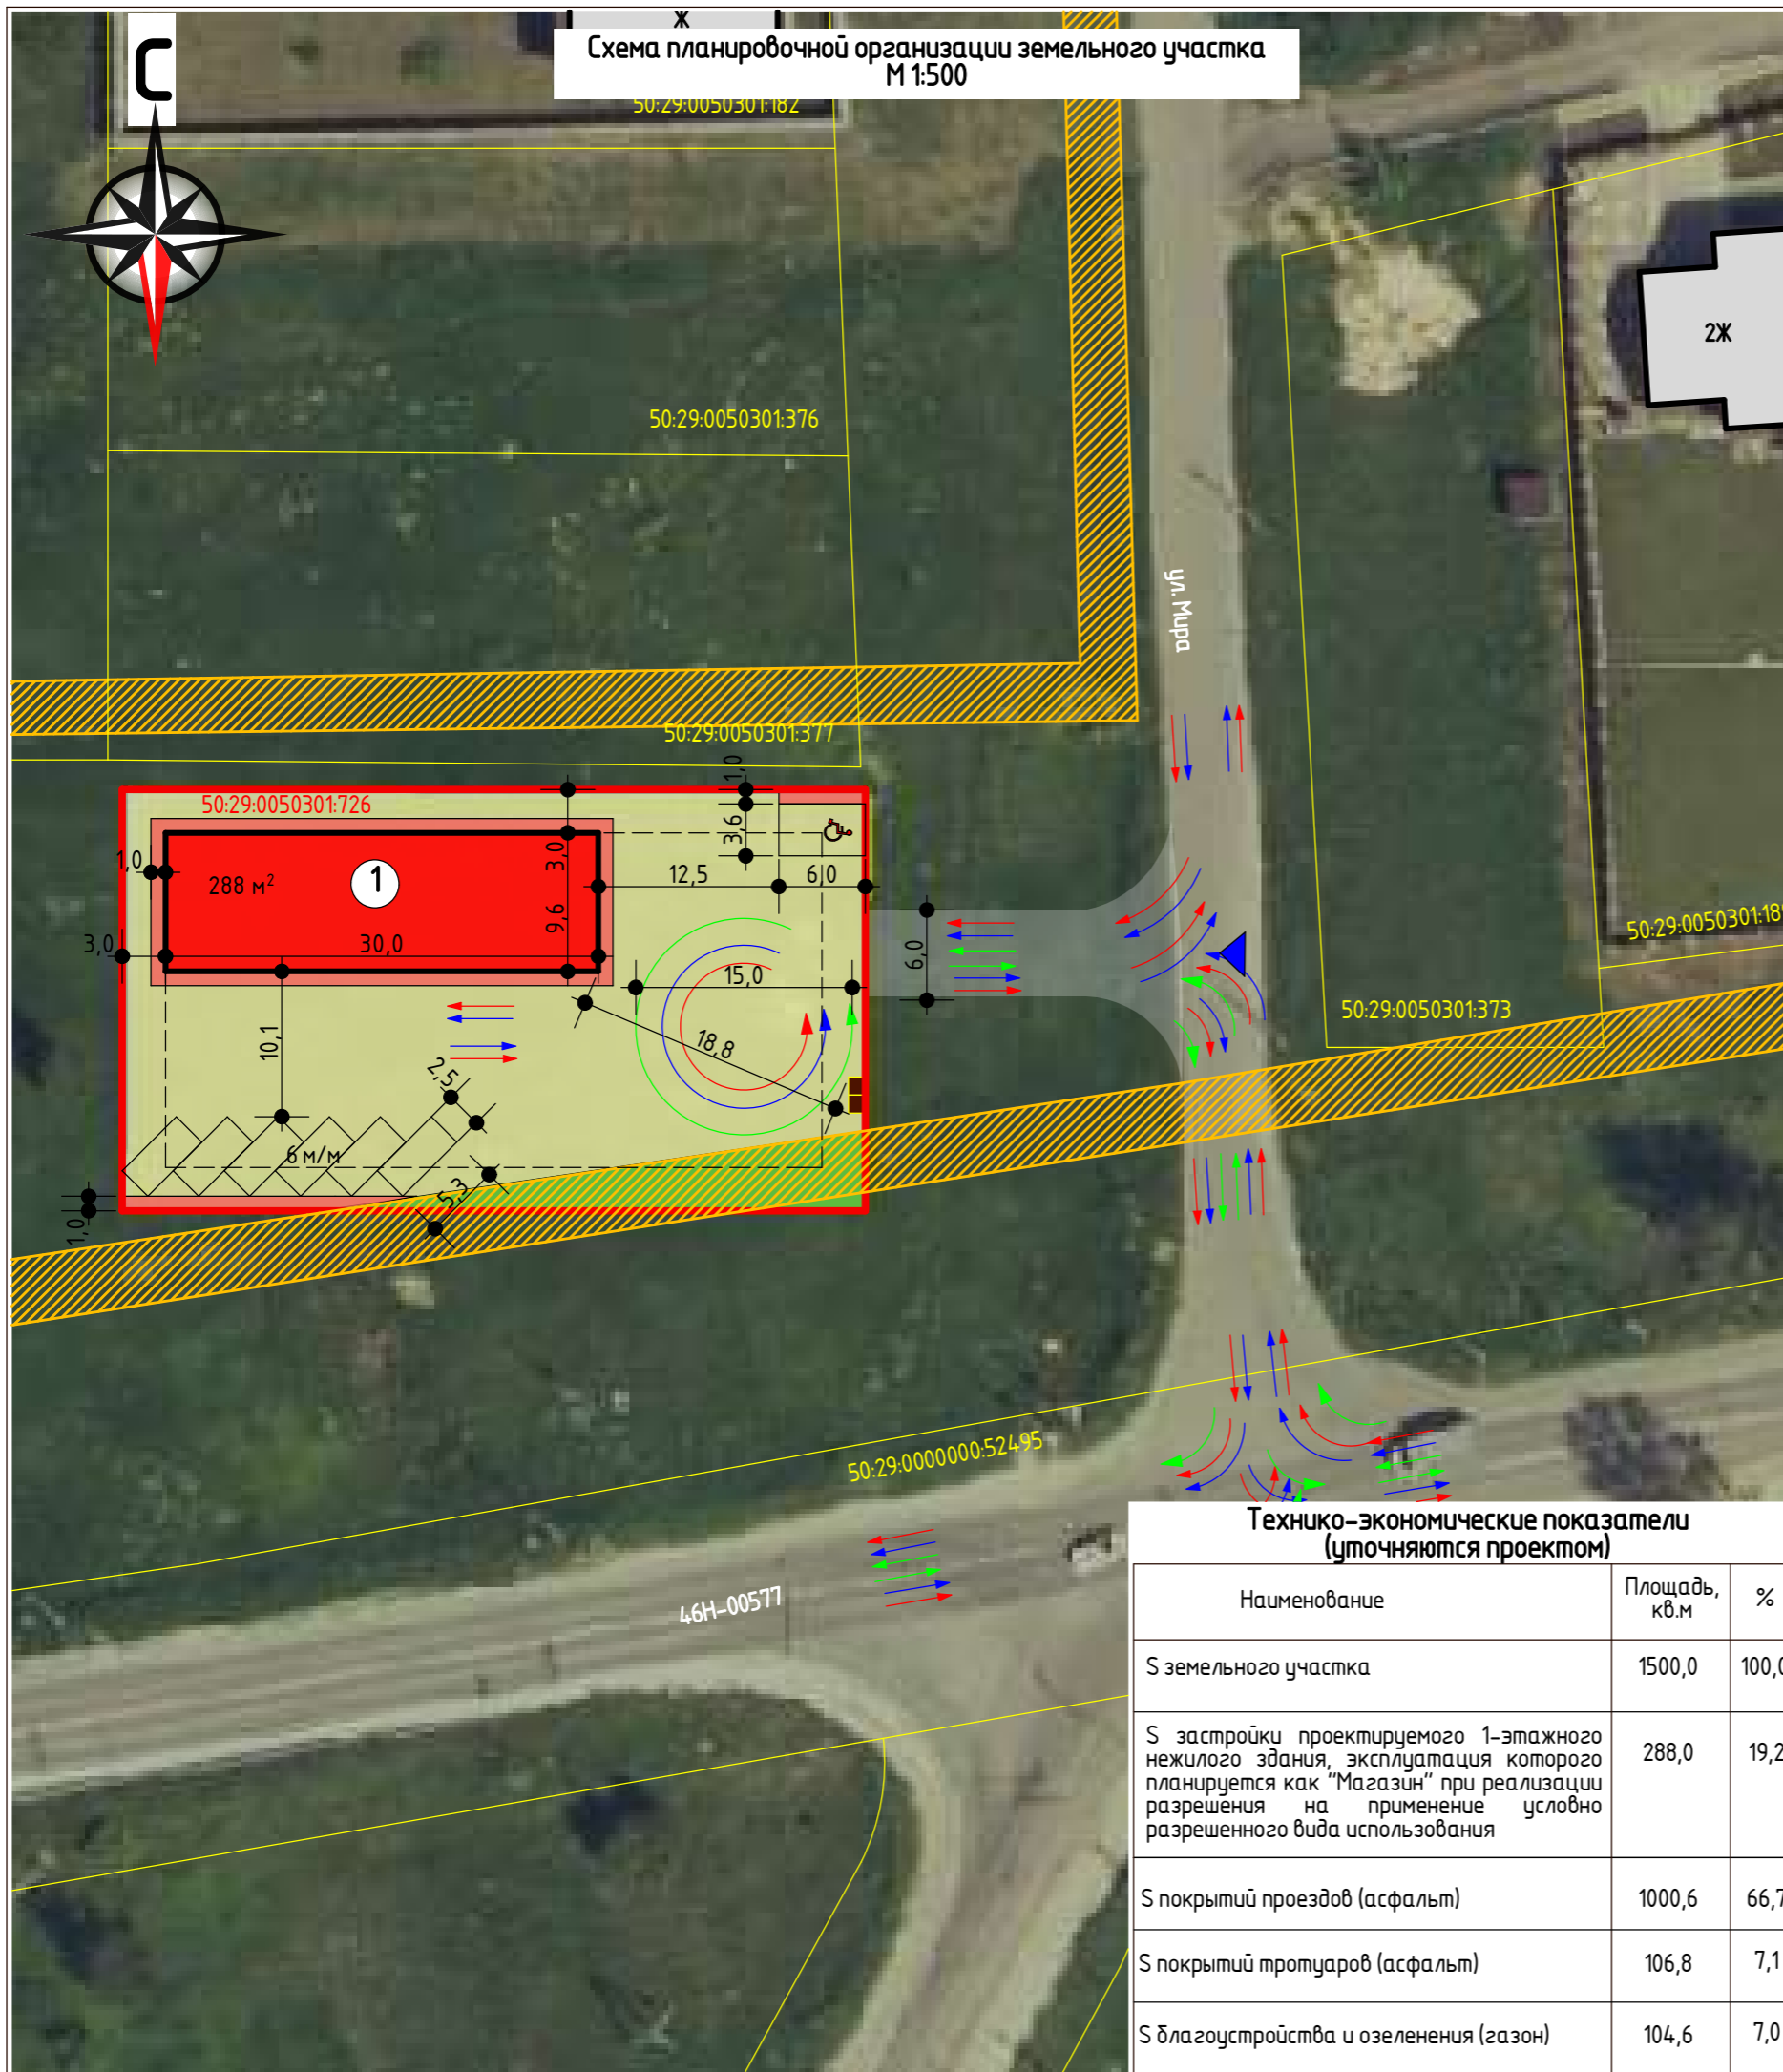 Ж
С
Схема планировочной организации земельного участка
М 1:500
50:29:0050301:182
2Ж
50:29:0050301:376
ул. Мира
50:29:0050301:377
50:29:0050301:726
1,0
3,6
3,0
1,0
288 м²
1
12,5
6,0
9,6
3,0
30,0
6,0
15,0
50:29:0050301:18
50:29:0050301:373
10,1
18,8
2,5
6 м/м
5,3
1,0
50:29:0000000:52495
46Н-00577
Технико-экономические показатели
(уточняются проектом)
Наименование
Площадь,
кв.м
%
S земельного участка
1500,0
100,0
S застройки проектируемого 1-этажного
нежилого здания, эксплуатация которого
планируется как "Магазин" при реализации
разрешения на применение условно
разрешенного вида использования
288,0
19,2
S покрытий проездов (асфальт)
1000,6
66,7
S покрытий тротуаров (асфальт)
106,8
7,1
S благоустройства и озеленения (газон)
104,6
7,0